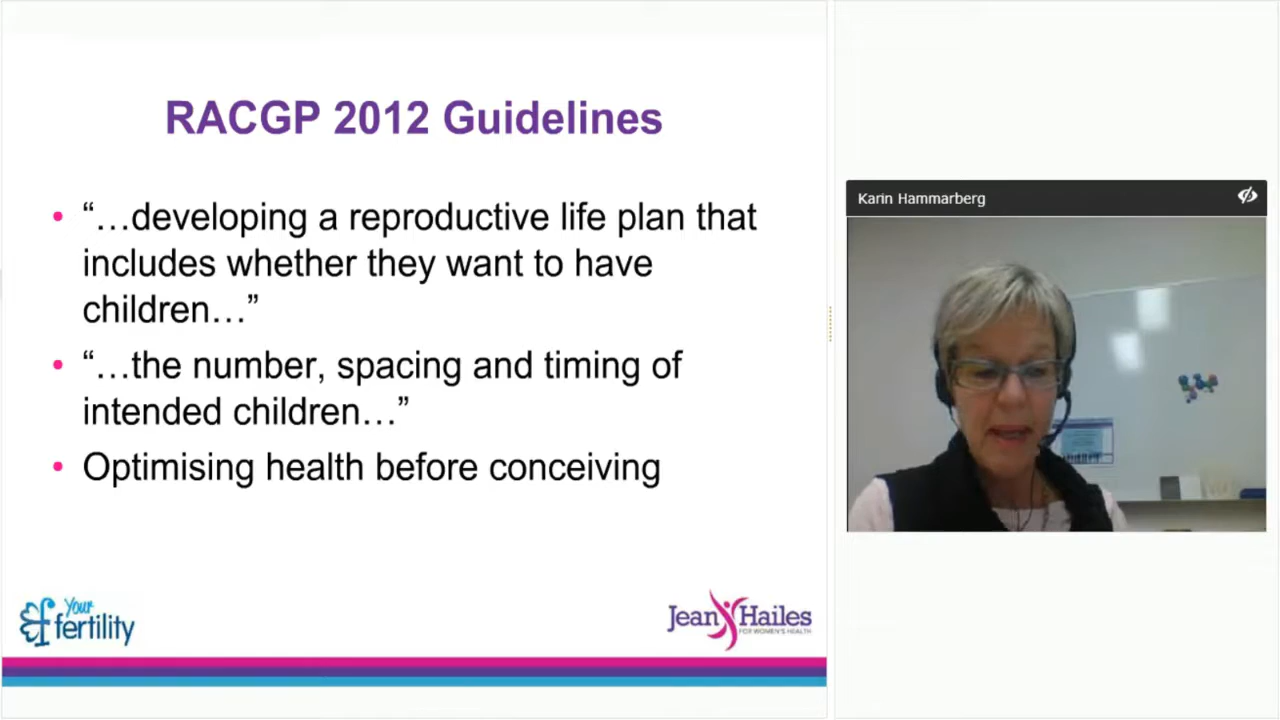 RACGP 2012 Guidelines
• “…developing a reproductive life plan that
includes whether they want to have
children…”
• “…the number, spacing and timing of
intended children…”
• Optimising health before conceiving
Your
fertility
Jean Hailes
FOR WOMEN'S HEALTH
Karin Hammarberg